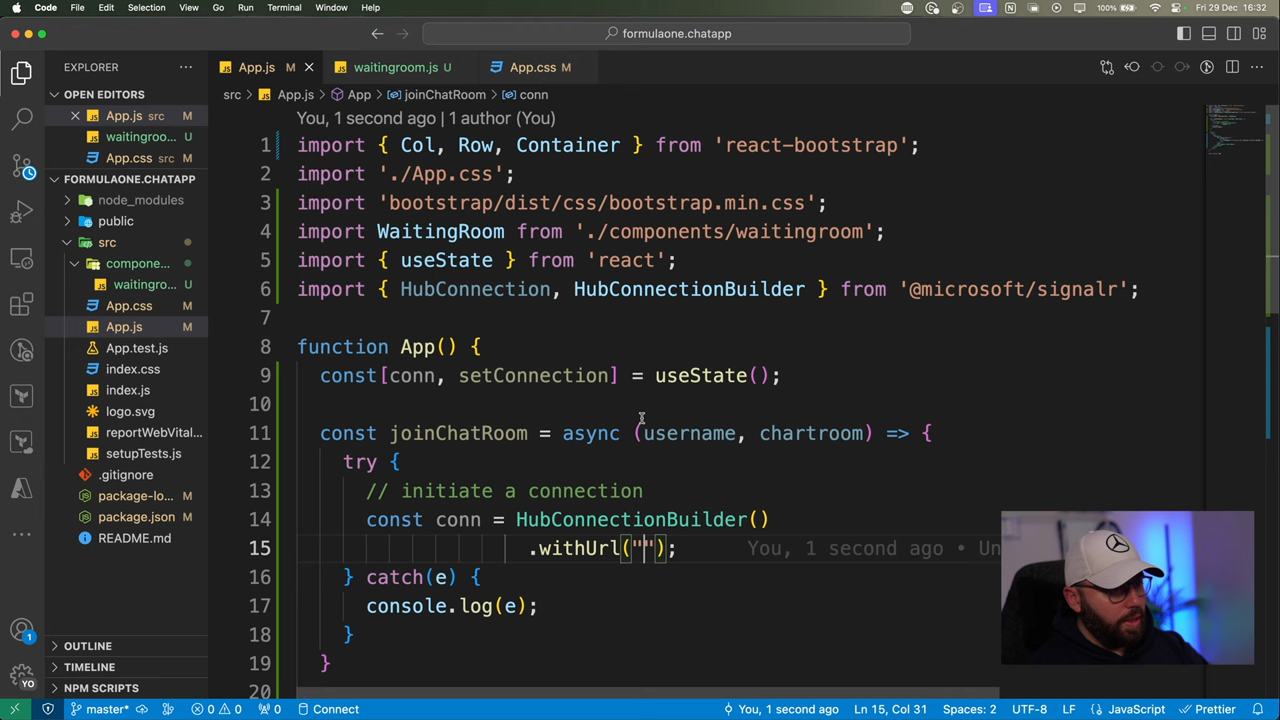 Code File Edit Selection View Go Run Terminal Window Help 100% Fri 29 Dec 16:32
formulaone.chatapp
EXPLORER
App.js M
waitingroom.js U
App.css M
OPEN EDITORS
src > App.js > App > joinChatRoom > conn
App.js src M
waitingroo... U
App.css src M
FORMULAONE.CHATAPP
node_modules
public
src
componen...
waitingroo... U
App.css M
App.js M
App.test.js
index.css
index.js
logo.svg
reportWebVital...
setupTests.js
.gitignore
package-lo... M
package.json M
README.md
OUTLINE
TIMELINE
NPM SCRIPTS
You, 1 second ago | 1 author (You)
1 import { Col, Row, Container } from 'react-bootstrap';
2 import './App.css';
3 import 'bootstrap/dist/css/bootstrap.min.css';
4 import WaitingRoom from './components/waitingroom';
5 import { useState } from 'react';
6 import { HubConnection, HubConnectionBuilder } from '@microsoft/signalr';
7
8 function App() {
9 const[conn, setConnection] = useState();
10
11 const joinChatRoom = async (username, chartroom) => {
12 try {
13 // initiate a connection
14 const conn = HubConnectionBuilder()
15 .withUrl(""); You, 1 second ago • Un
16 } catch(e) {
17 console.log(e);
18 }
19 }
20
1
YO
master* 0 0 0 Connect You, 1 second ago Ln 15, Col 31 Spaces: 2 UTF-8 LF JavaScript Prettier